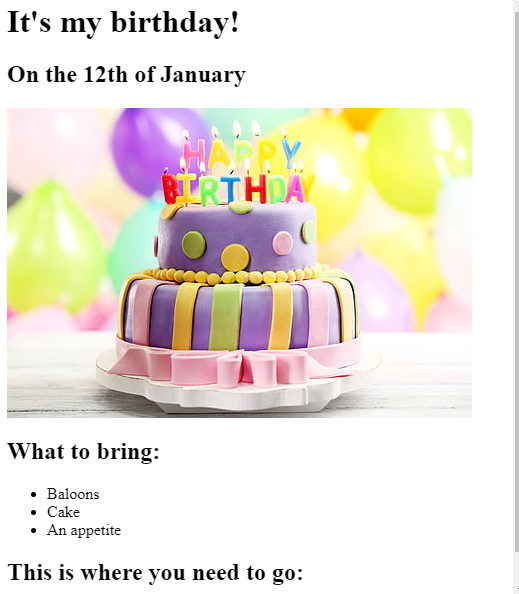 It's my birthday!
On the 12th of January
HAPPY
BIRTHDAY
What to bring:
Baloons
Cake
An appetite
This is where you need to go: